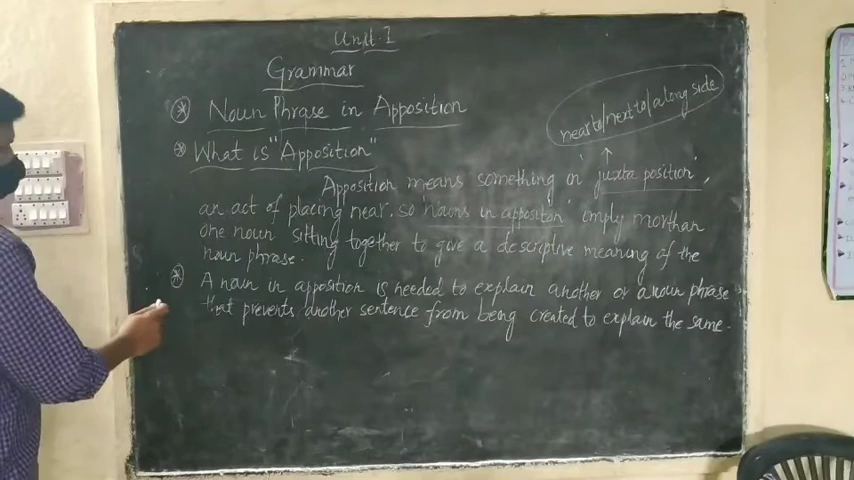 Unit-I
Grammar
Noun Phrase in Apposition
near to/next to/along side
What is "Apposition"
Apposition means something on 'juxta position',
an act of placing near. so 'nouns in appositon' imply morthan
one noun sitting together to give a desciptive meaning of the
noun phrase.
A noun in apposition is needed to explain another or a noun phrase
that prevents another sentence from being created to explain the same.